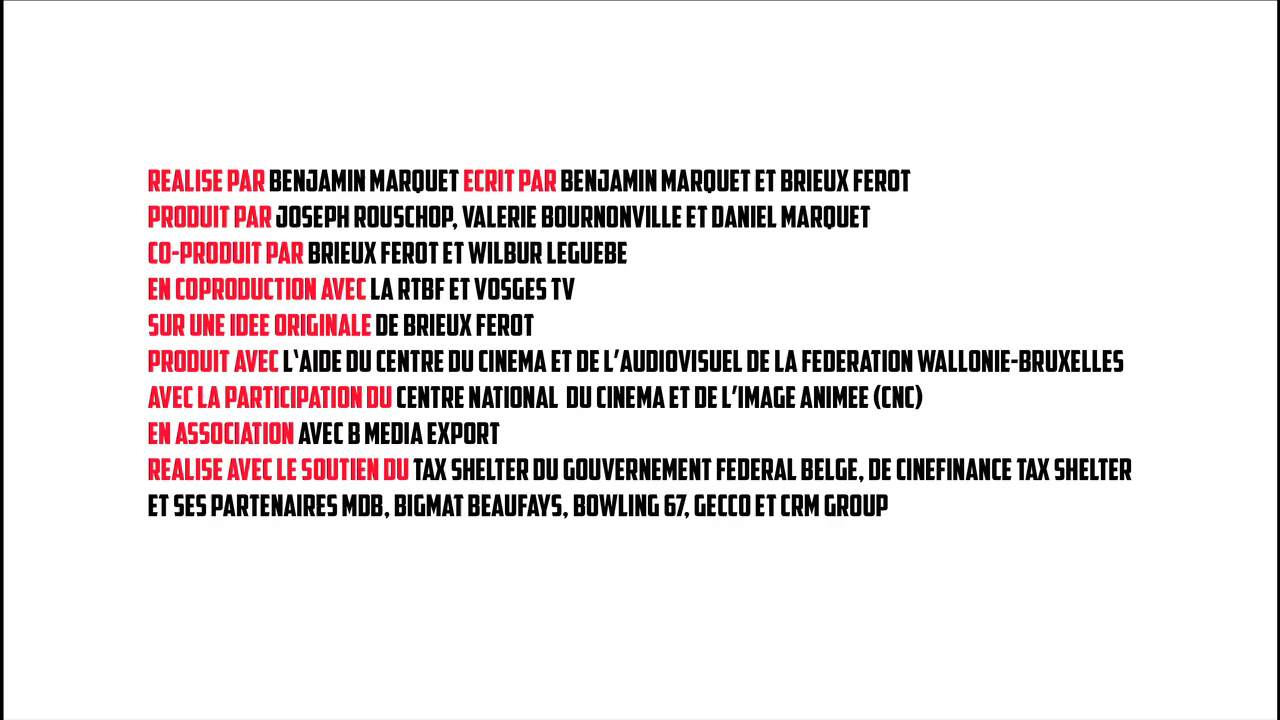 REALISE PAR BENJAMIN MARQUET ECRIT PAR BENJAMIN MARQUET ET BRIEUX FEROT
PRODUIT PAR JOSEPH ROUSCHOP, VALERIE BOURNONVILLE ET DANIEL MARQUET
CO-PRODUIT PAR BRIEUX FEROT ET WILBUR LEGUEBE
EN COPRODUCTION AVEC LA RTBF ET VOSGES TV
SUR UNE IDEE ORIGINALE DE BRIEUX FEROT
PRODUIT AVEC L‘AIDE DU CENTRE DU CINEMA ET DE L’AUDIOVISUEL DE LA FEDERATION WALLONIE-BRUXELLES
AVEC LA PARTICIPATION DU CENTRE NATIONAL DU CINEMA ET DE L’IMAGE ANIMEE (CNC)
EN ASSOCIATION AVEC B MEDIA EXPORT
REALISE AVEC LE SOUTIEN DU TAX SHELTER DU GOUVERNEMENT FEDERAL BELGE, DE CINEFINANCE TAX SHELTER
ET SES PARTENAIRES MDB, BIGMAT BEAUFAYS, BOWLING 67, GECCO ET CRM GROUP